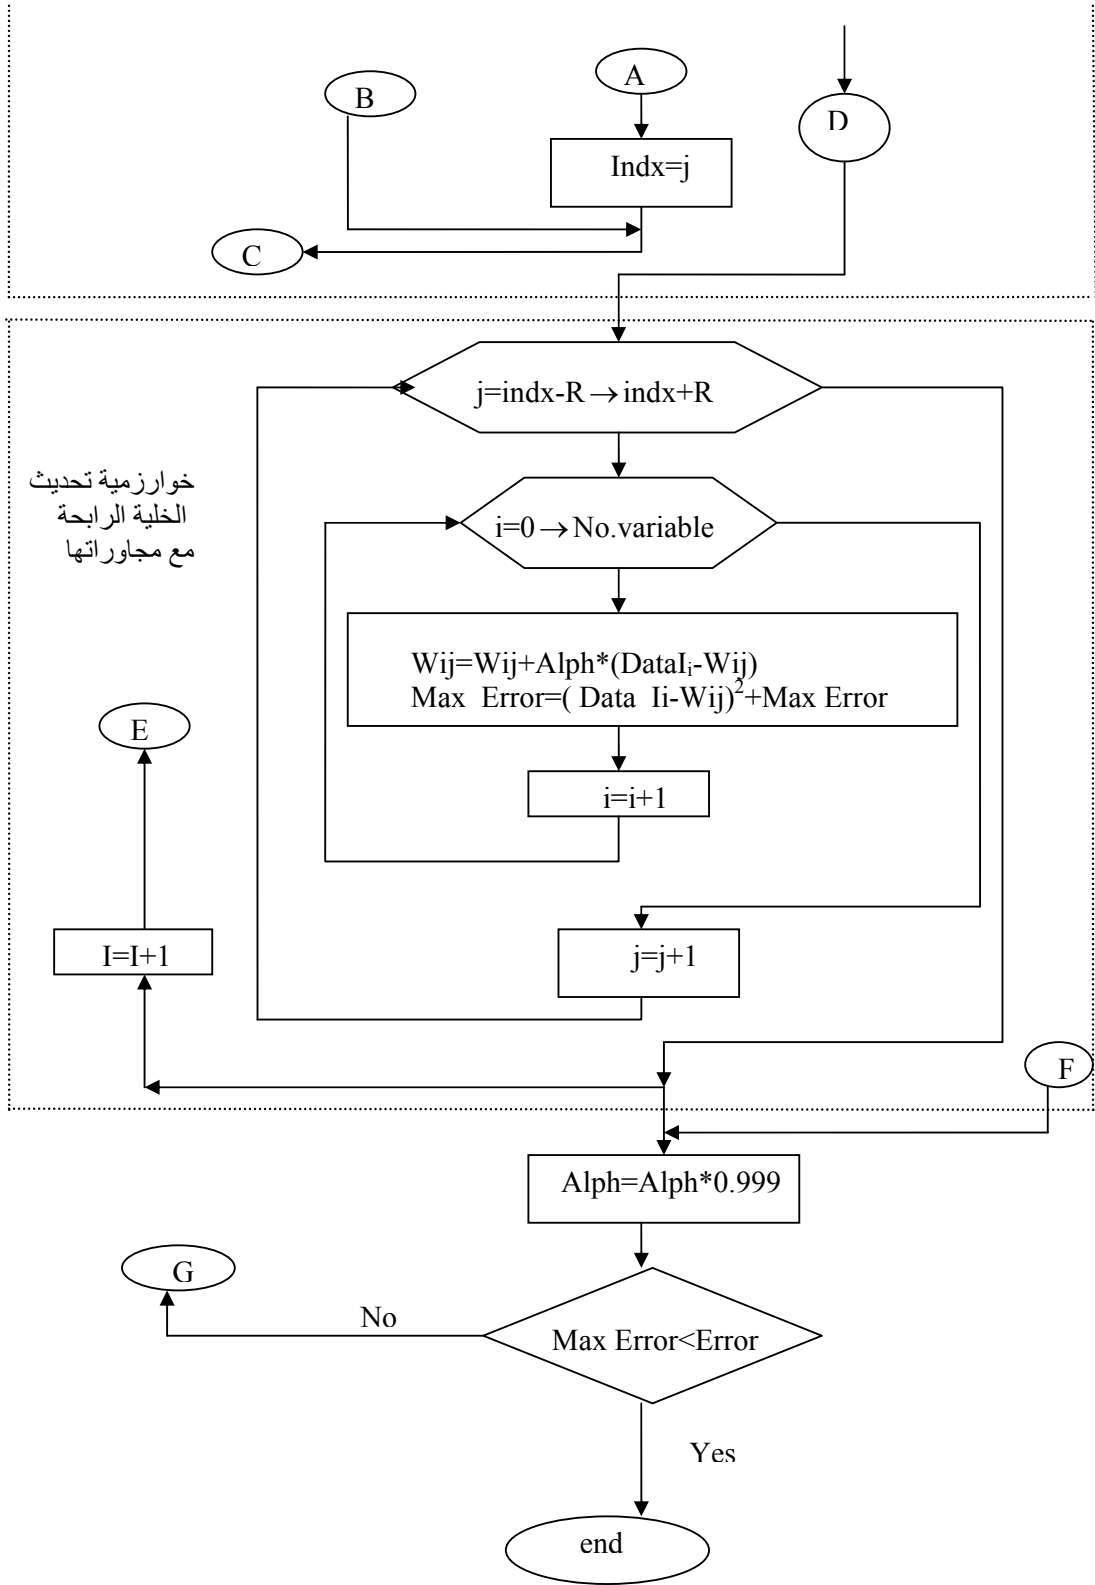 A
B
D
Indx=j
C
j=indx-R→indx+R
خوارزمية تحديث
الخلية الرابحة
مع مجاوراتها
i=0→No.variable
Wij=Wij+Alph*(DataIᵢ-Wij)
Max Error=( Data Ii-Wij)²+Max Error
E
i=i+1
I=I+1
j=j+1
F
Alph=Alph*0.999
G
No
Max Error<Error
Yes
end